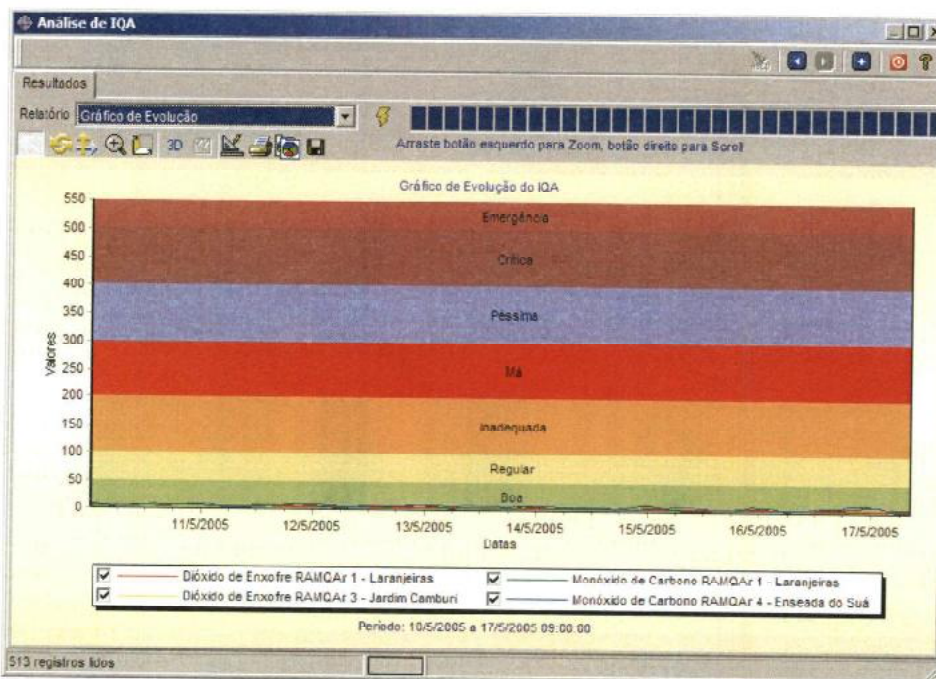 Análise de IQA
Resultados
Relatório Gráfico de Evolução
3D
Arraste botão esquerdo para Zoom, botão direito para Scroll
Gráfico de Evolução do IQA
Valores
550
500
450
400
350
300
250
200
150
100
50
0
Emergência
Crítica
Péssima
Má
Inadequada
Regular
Boa
11/5/2005 12/5/2005 13/5/2005 14/5/2005 15/5/2005 16/5/2005 17/5/2005
Datas
Dióxido de Enxofre RAMQAr 1 - Laranjeiras Monóxido de Carbono RAMQAr 1 - Laranjeiras
Dióxido de Enxofre RAMQAr 3 - Jardim Camburi Monóxido de Carbono RAMQAr 4 - Enseada do Suá
Período: 10/5/2005 a 17/5/2005 09:00:00
513 registros lidos